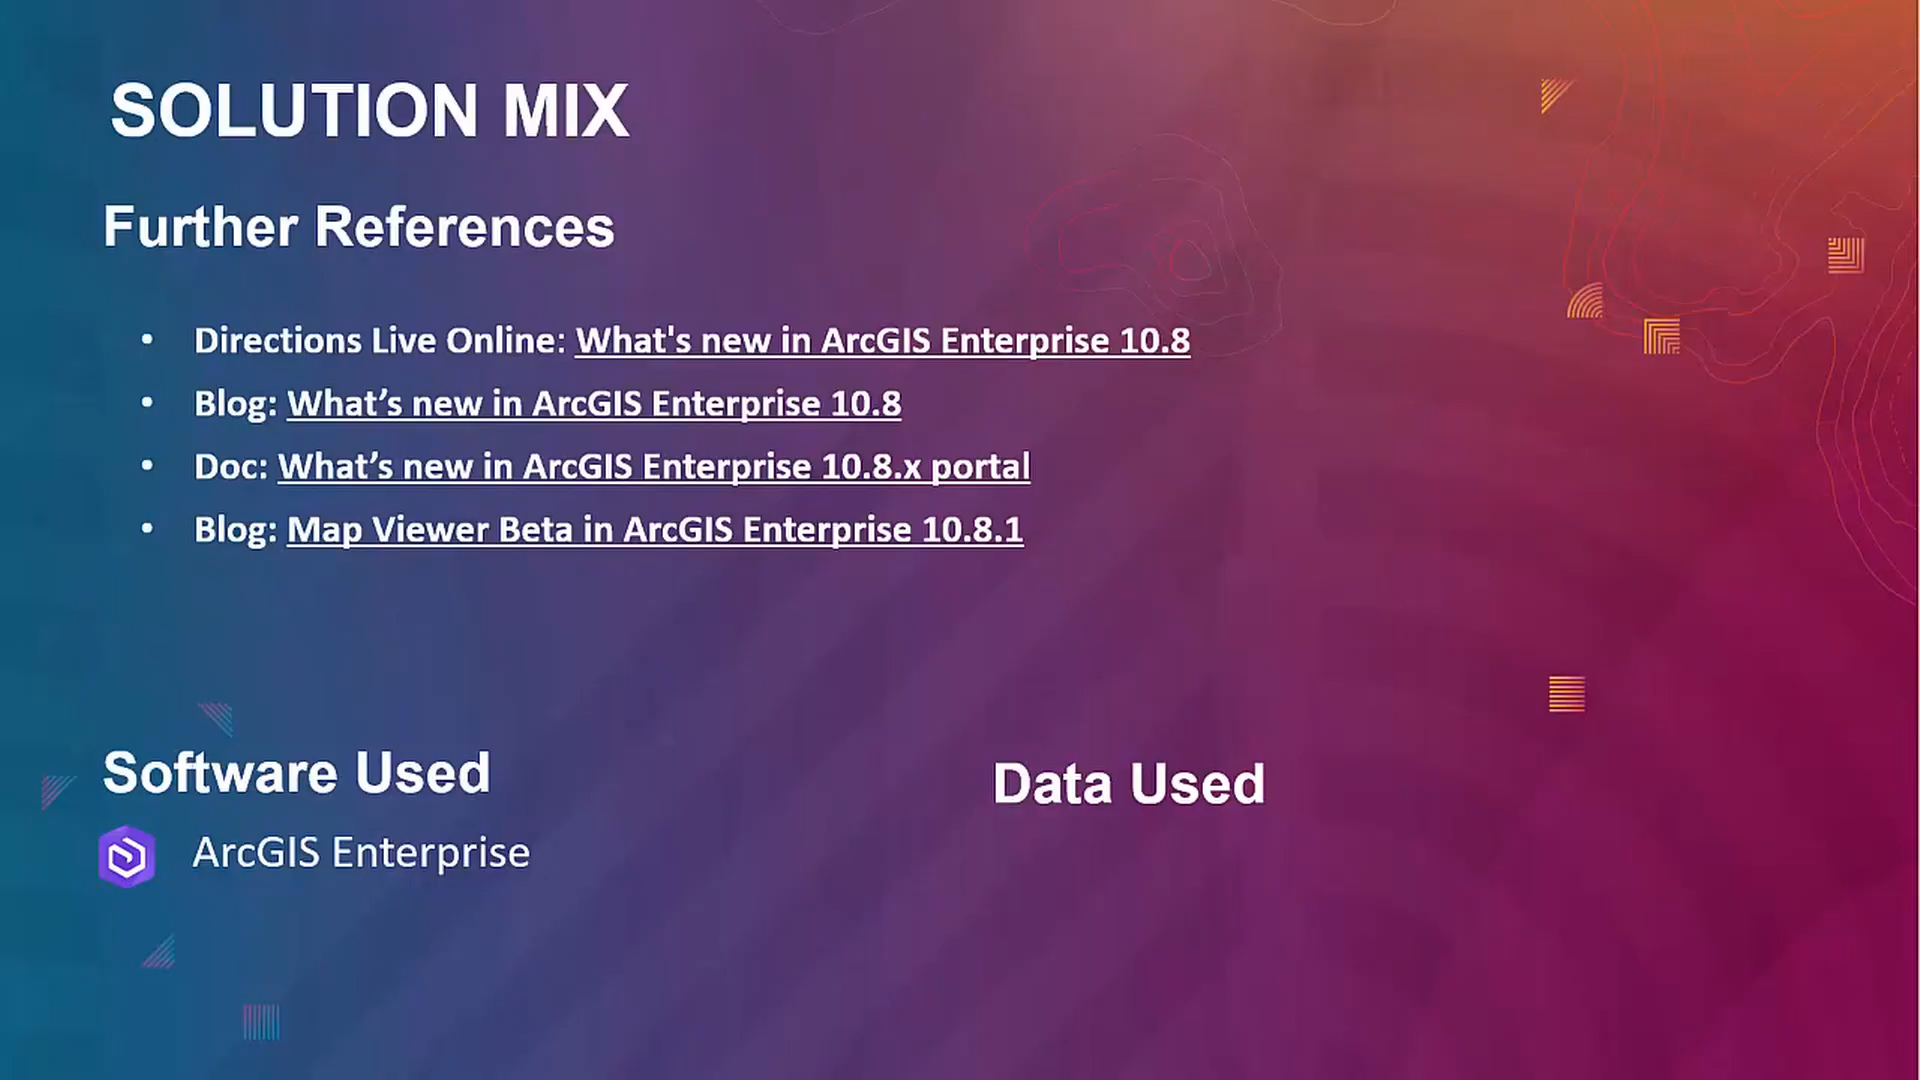 SOLUTION MIX
Further References
• Directions Live Online: What's new in ArcGIS Enterprise 10.8
• Blog: What’s new in ArcGIS Enterprise 10.8
• Doc: What’s new in ArcGIS Enterprise 10.8.x portal
• Blog: Map Viewer Beta in ArcGIS Enterprise 10.8.1
Software Used
ArcGIS Enterprise
Data Used